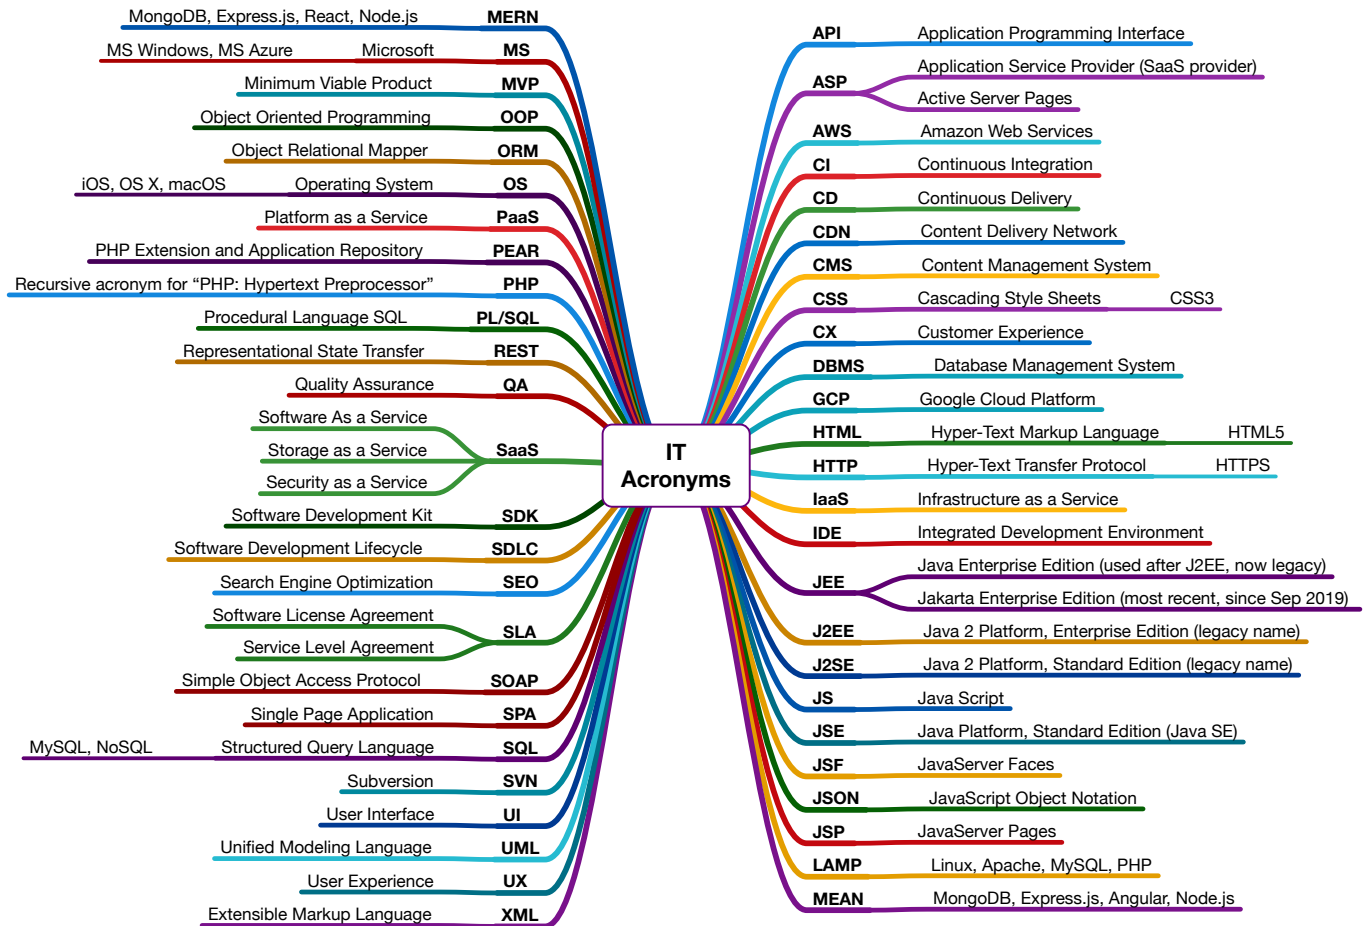 IT
Acronyms
MERN
MongoDB, Express.js, React, Node.js
MS
Microsoft
MS Windows, MS Azure
MVP
Minimum Viable Product
OOP
Object Oriented Programming
ORM
Object Relational Mapper
OS
Operating System
iOS, OS X, macOS
PaaS
Platform as a Service
PEAR
PHP Extension and Application Repository
PHP
Recursive acronym for “PHP: Hypertext Preprocessor”
PL/SQL
Procedural Language SQL
REST
Representational State Transfer
QA
Quality Assurance
SaaS
Software As a Service
Storage as a Service
Security as a Service
SDK
Software Development Kit
SDLC
Software Development Lifecycle
SEO
Search Engine Optimization
SLA
Software License Agreement
Service Level Agreement
SOAP
Simple Object Access Protocol
SPA
Single Page Application
SQL
Structured Query Language
MySQL, NoSQL
SVN
Subversion
UI
User Interface
UML
Unified Modeling Language
UX
User Experience
XML
Extensible Markup Language
API
Application Programming Interface
ASP
Application Service Provider (SaaS provider)
Active Server Pages
AWS
Amazon Web Services
CI
Continuous Integration
CD
Continuous Delivery
CDN
Content Delivery Network
CMS
Content Management System
CSS
Cascading Style Sheets
CSS3
CX
Customer Experience
DBMS
Database Management System
GCP
Google Cloud Platform
HTML
Hyper-Text Markup Language
HTML5
HTTP
Hyper-Text Transfer Protocol
HTTPS
IaaS
Infrastructure as a Service
IDE
Integrated Development Environment
JEE
Java Enterprise Edition (used after J2EE, now legacy)
Jakarta Enterprise Edition (most recent, since Sep 2019)
J2EE
Java 2 Platform, Enterprise Edition (legacy name)
J2SE
Java 2 Platform, Standard Edition (legacy name)
JS
Java Script
JSE
Java Platform, Standard Edition (Java SE)
JSF
JavaServer Faces
JSON
JavaScript Object Notation
JSP
JavaServer Pages
LAMP
Linux, Apache, MySQL, PHP
MEAN
MongoDB, Express.js, Angular, Node.js